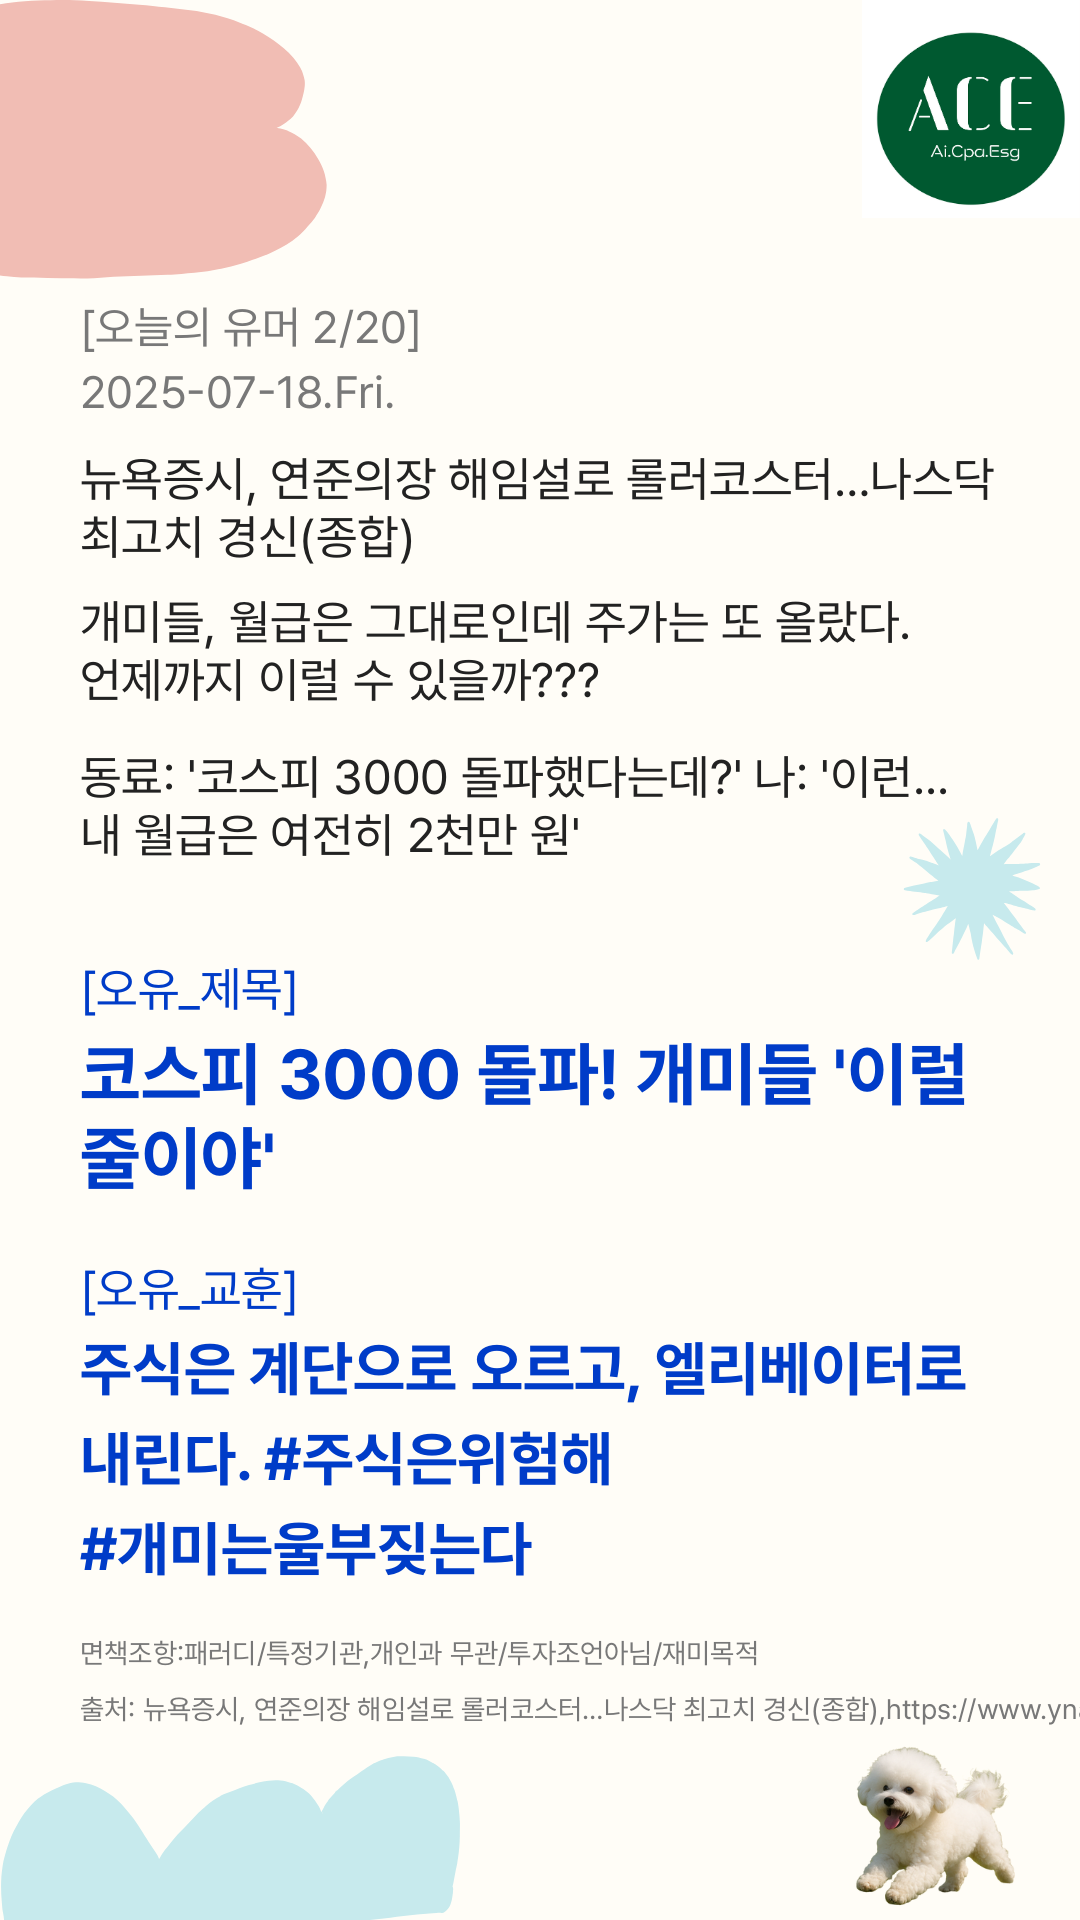 ACE
Ai.Cpa.Esg
[오늘의 유머 2/20]
2025-07-18.Fri.
뉴욕증시, 연준의장 해임설로 롤러코스터...나스닥
최고치 경신(종합)
개미들, 월급은 그대로인데 주가는 또 올랐다.
언제까지 이럴 수 있을까???
동료: '코스피 3000 돌파했다는데?' 나: '이런...
내 월급은 여전히 2천만 원'
[오유_제목]
코스피 3000 돌파! 개미들 '이럴
줄이야'
[오유_교훈]
주식은 계단으로 오르고, 엘리베이터로
내린다. #주식은위험해
#개미는울부짖는다
면책조항:패러디/특정기관,개인과 무관/투자조언아님/재미목적
출처: 뉴욕증시, 연준의장 해임설로 롤러코스터...나스닥 최고치 경신(종합),https://www.yna